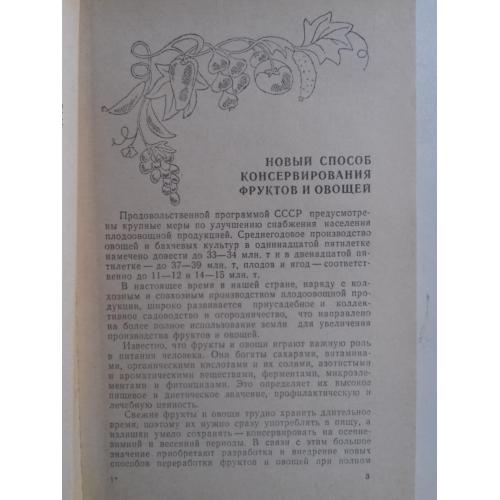 НОВЫЙ СПОСОБ
КОНСЕРВИРОВАНИЯ
ФРУКТОВ И ОВОЩЕЙ
Продовольственной программой СССР предусмотре-
ны крупные меры по улучшению снабжения населения
плодоовощной продукцией. Среднегодовое производство
овощей и бахчевых культур в одиннадцатой пятилетке
намечено довести до 33—34 млн. т и в двенадцатой пя-
тилетке — до 37—39 млн. т, плодов и ягод — соответст-
венно до 11—12 и 14—15 млн. т.
В настоящее время в нашей стране, наряду с кол-
хозным и совхозным производством плодоовощной про-
дукции, широко развивается приусадебное и коллек-
тивное садоводство и огородничество, что направлено
на более полное использование земли для увеличения
производства фруктов и овощей.
Известно, что фрукты и овощи играют важную роль
в питании человека. Они богаты сахарами, витамина-
ми, органическими кислотами и их солями, азотистыми
и ароматическими веществами, ферментами, микроэле-
ментами и фитонцидами. Это определяет их высокое
пищевое и диетическое значение, профилактическую и
лечебную ценность.
Свежие фрукты и овощи трудно хранить длительное
время, поэтому их нужно сразу употреблять в пищу, а
излишки умело сохранять — консервировать на осенне-
зимний и весенний периоды. В связи с этим большое
значение приобретают разработка и внедрение новых
способов переработки фруктов и овощей при полном
1* 3